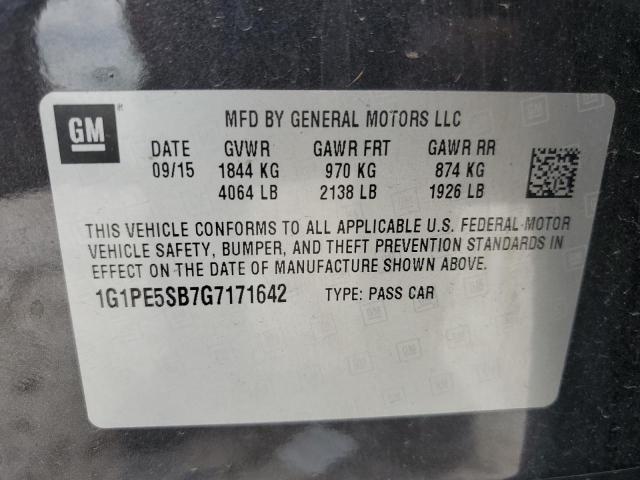 GM
MFD BY GENERAL MOTORS LLC
DATE GVWR GAWR FRT GAWR RR
09/15 1844 KG 970 KG 874 KG
4064 LB 2138 LB 1926 LB
THIS VEHICLE CONFORMS TO ALL APPLICABLE U.S. FEDERAL MOTOR
VEHICLE SAFETY, BUMPER, AND THEFT PREVENTION STANDARDS IN
EFFECT ON THE DATE OF MANUFACTURE SHOWN ABOVE.
1G1PE5SB7G7171642 TYPE: PASS CAR